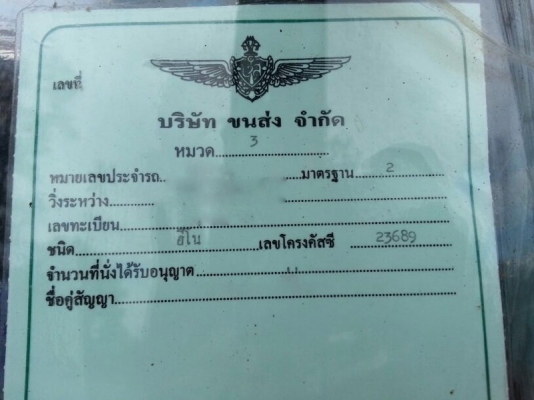 เลขที่
บริษัท ขนส่ง จำกัด
หมวด 3
หมายเลขประจำรถ มาตรฐาน 2
วิ่งระหว่าง
เลขทะเบียน
ชนิด ฮีโน่ เลขโครงคัสซี 23689
จำนวนที่นั่งได้รับอนุญาต
ชื่อคู่สัญญา